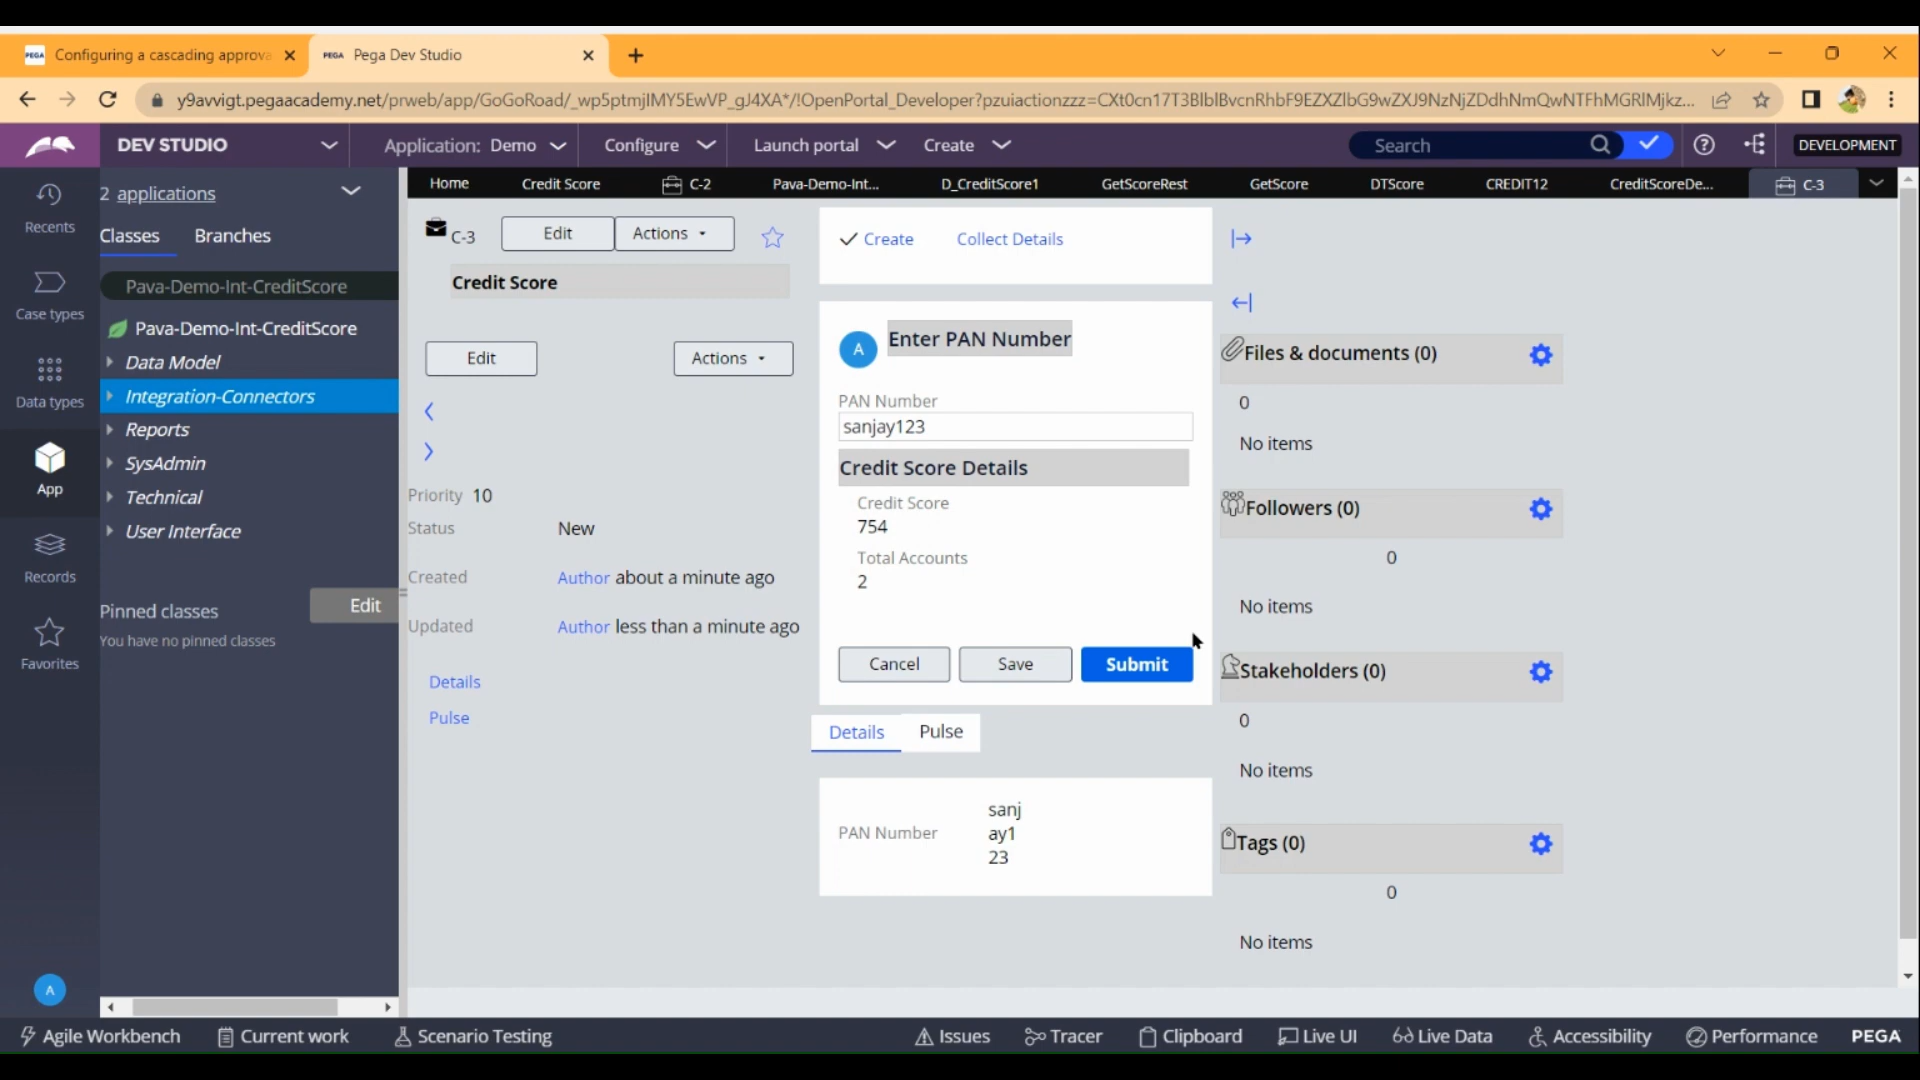 PEGA Configuring a cascading approva
PEGA Pega Dev Studio
y9avvigt.pegaacademy.net/prweb/app/GoGoRoad/_wp5ptmjIMY5EwVP_gJ4XA*/!OpenPortal_Developer?pzuiactionzzz=CXt0cn17T3BlblBvcnRhbF9EZXZlbG9wZXJ9NzNjZDdhNmQwNTFhMGRlMjkz...
DEV STUDIO
Application: Demo
Configure
Launch portal
Create
Search
DEVELOPMENT
Home
Credit Score
C-2
Pava-Demo-Int...
D_CreditScore1
GetScoreRest
GetScore
DTScore
CREDIT12
CreditScoreDe...
C-3
Recents
Case types
Data types
App
Records
Favorites
A
2 applications
Classes
Branches
Pava-Demo-Int-CreditScore
Pava-Demo-Int-CreditScore
Data Model
Integration-Connectors
Reports
SysAdmin
Technical
User Interface
Pinned classes
Edit
You have no pinned classes
C-3
Edit
Actions
Credit Score
Edit
Actions
Priority 10
Status New
Created Author about a minute ago
Updated Author less than a minute ago
Details
Pulse
Create
Collect Details
A
Enter PAN Number
PAN Number
sanjay123
Credit Score Details
Credit Score
754
Total Accounts
2
Cancel
Save
Submit
Details
Pulse
PAN Number
sanj
ay1
23
Files & documents (0)
0
No items
Followers (0)
0
No items
Stakeholders (0)
0
No items
Tags (0)
0
No items
Agile Workbench
Current work
Scenario Testing
Issues
Tracer
Clipboard
Live UI
Live Data
Accessibility
Performance
PEGA